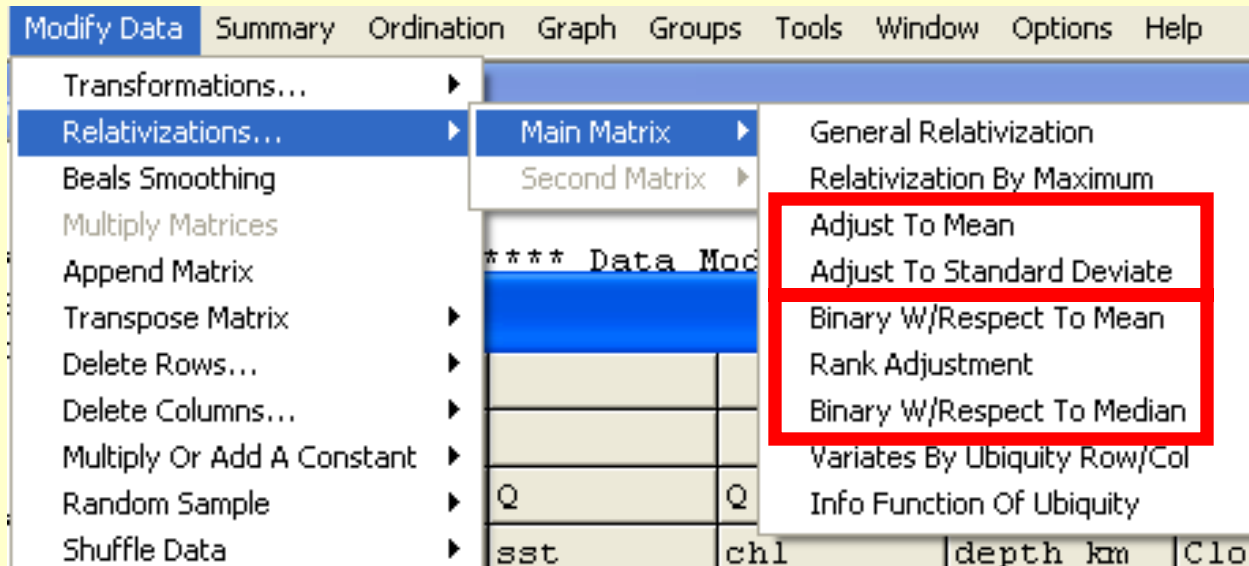 Modify Data Summary Ordination Graph Groups Tools Window Options Help
Transformations...
Relativizations...
Beals Smoothing
Multiply Matrices
Append Matrix
Transpose Matrix
Delete Rows...
Delete Columns...
Multiply Or Add A Constant
Random Sample
Shuffle Data
Main Matrix
Second Matrix
General Relativization
Relativization By Maximum
Adjust To Mean
Adjust To Standard Deviate
Binary W/Respect To Mean
Rank Adjustment
Binary W/Respect To Median
Variates By Ubiquity Row/Col
Info Function Of Ubiquity
**** Data Mod
Q Q
sst chl depth km Clo